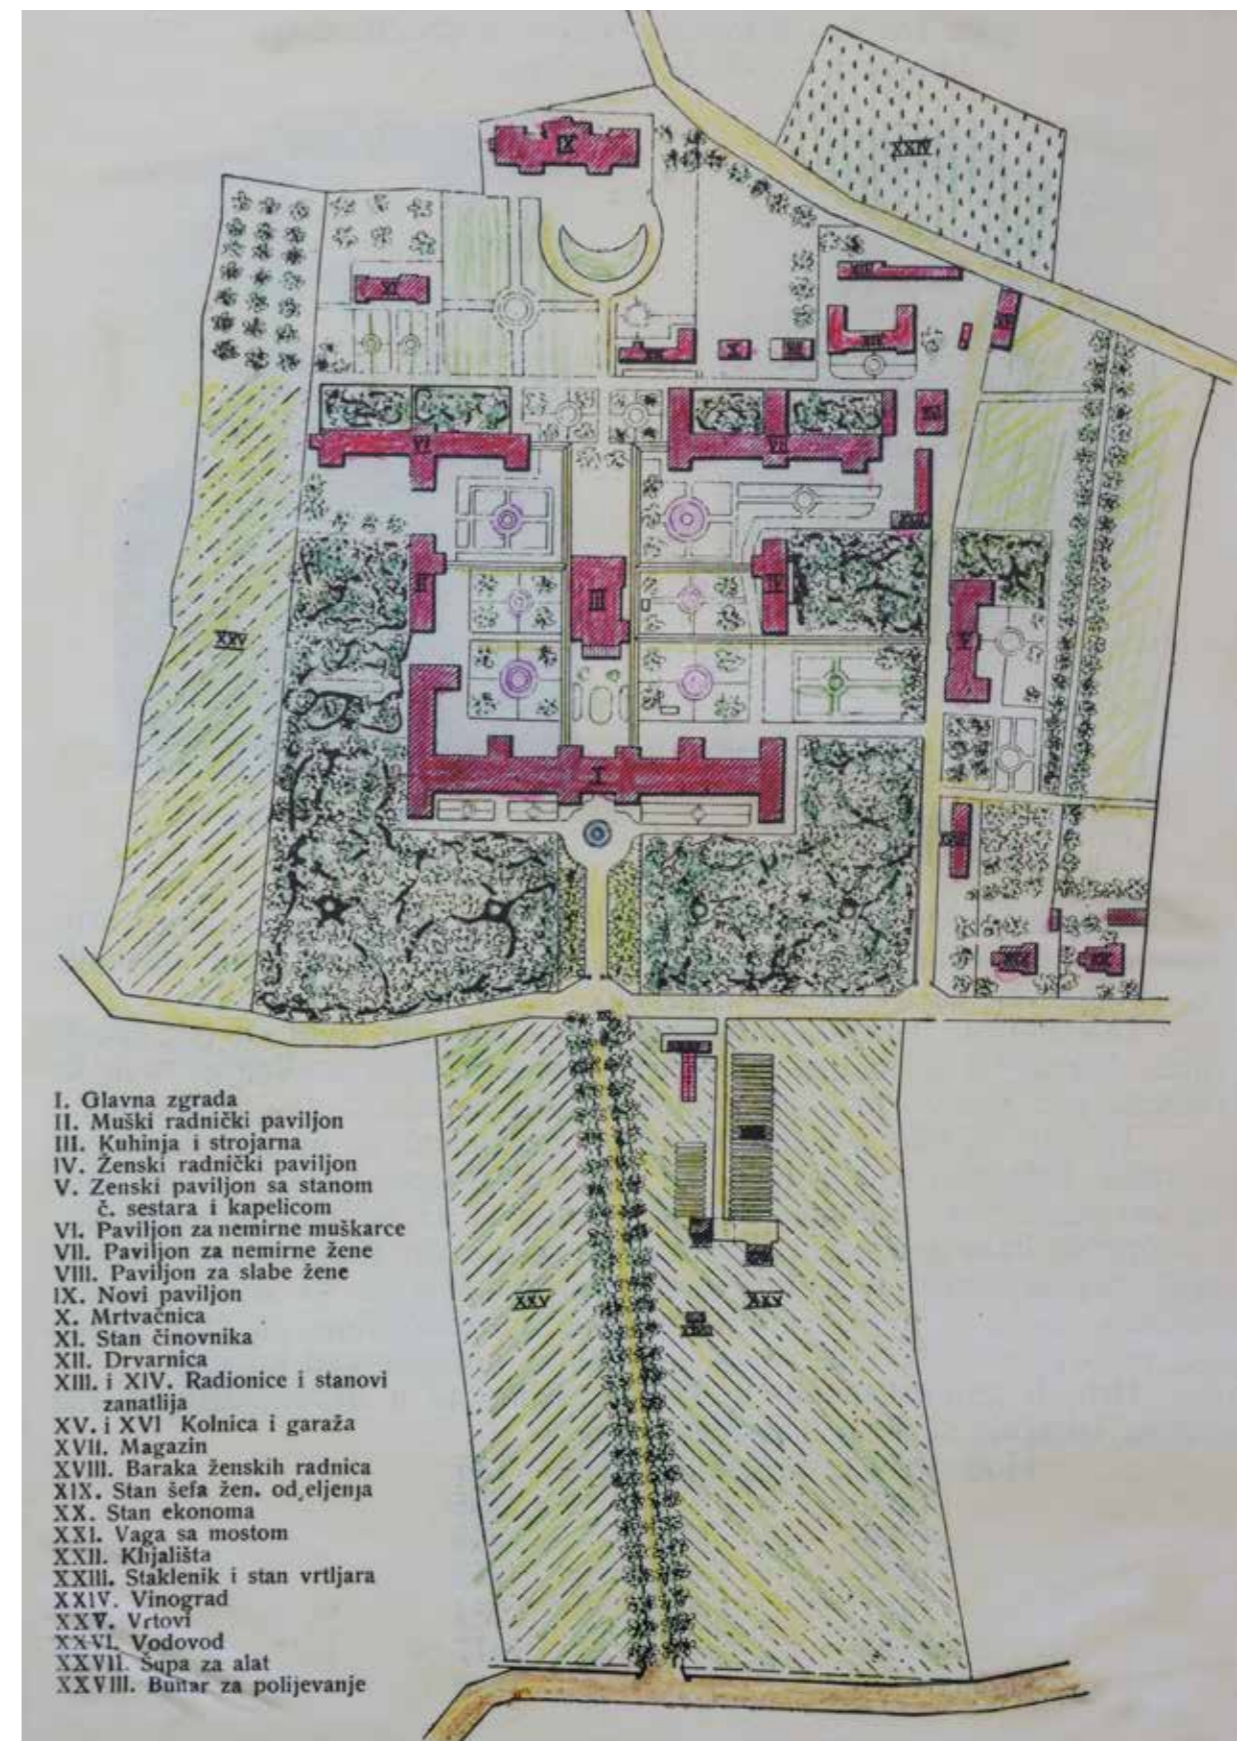 IX
XXIV
XI
X
VI
VII
II
III
IV
V
XXV
I
XXV
XXV
I. Glavna zgrada
II. Muški radnički paviljon
III. Kuhinja i strojarna
IV. Ženski radnički paviljon
V. Zenski paviljon sa stanom
č. sestara i kapelicom
VI. Paviljon za nemirne muškarce
VII. Paviljon za nemirne žene
VIII. Paviljon za slabe žene
IX. Novi paviljon
X. Mrtvačnica
XI. Stan činovnika
XII. Drvarnica
XIII. i XIV. Radionice i stanovi
zanatlija
XV. i XVI Kolnica i garaža
XVII. Magazin
XVIII. Baraka ženskih radnica
XIX. Stan šefa žen. od,eljenja
XX. Stan ekonoma
XXI. Vaga sa mostom
XXII. Khjališta
XXIII. Staklenik i stan vrtljara
XXIV. Vinograd
XXV. Vrtovi
XXVI. Vodovod
XXVII. Šupa za alat
XXVIII. Bunar za polijevanje